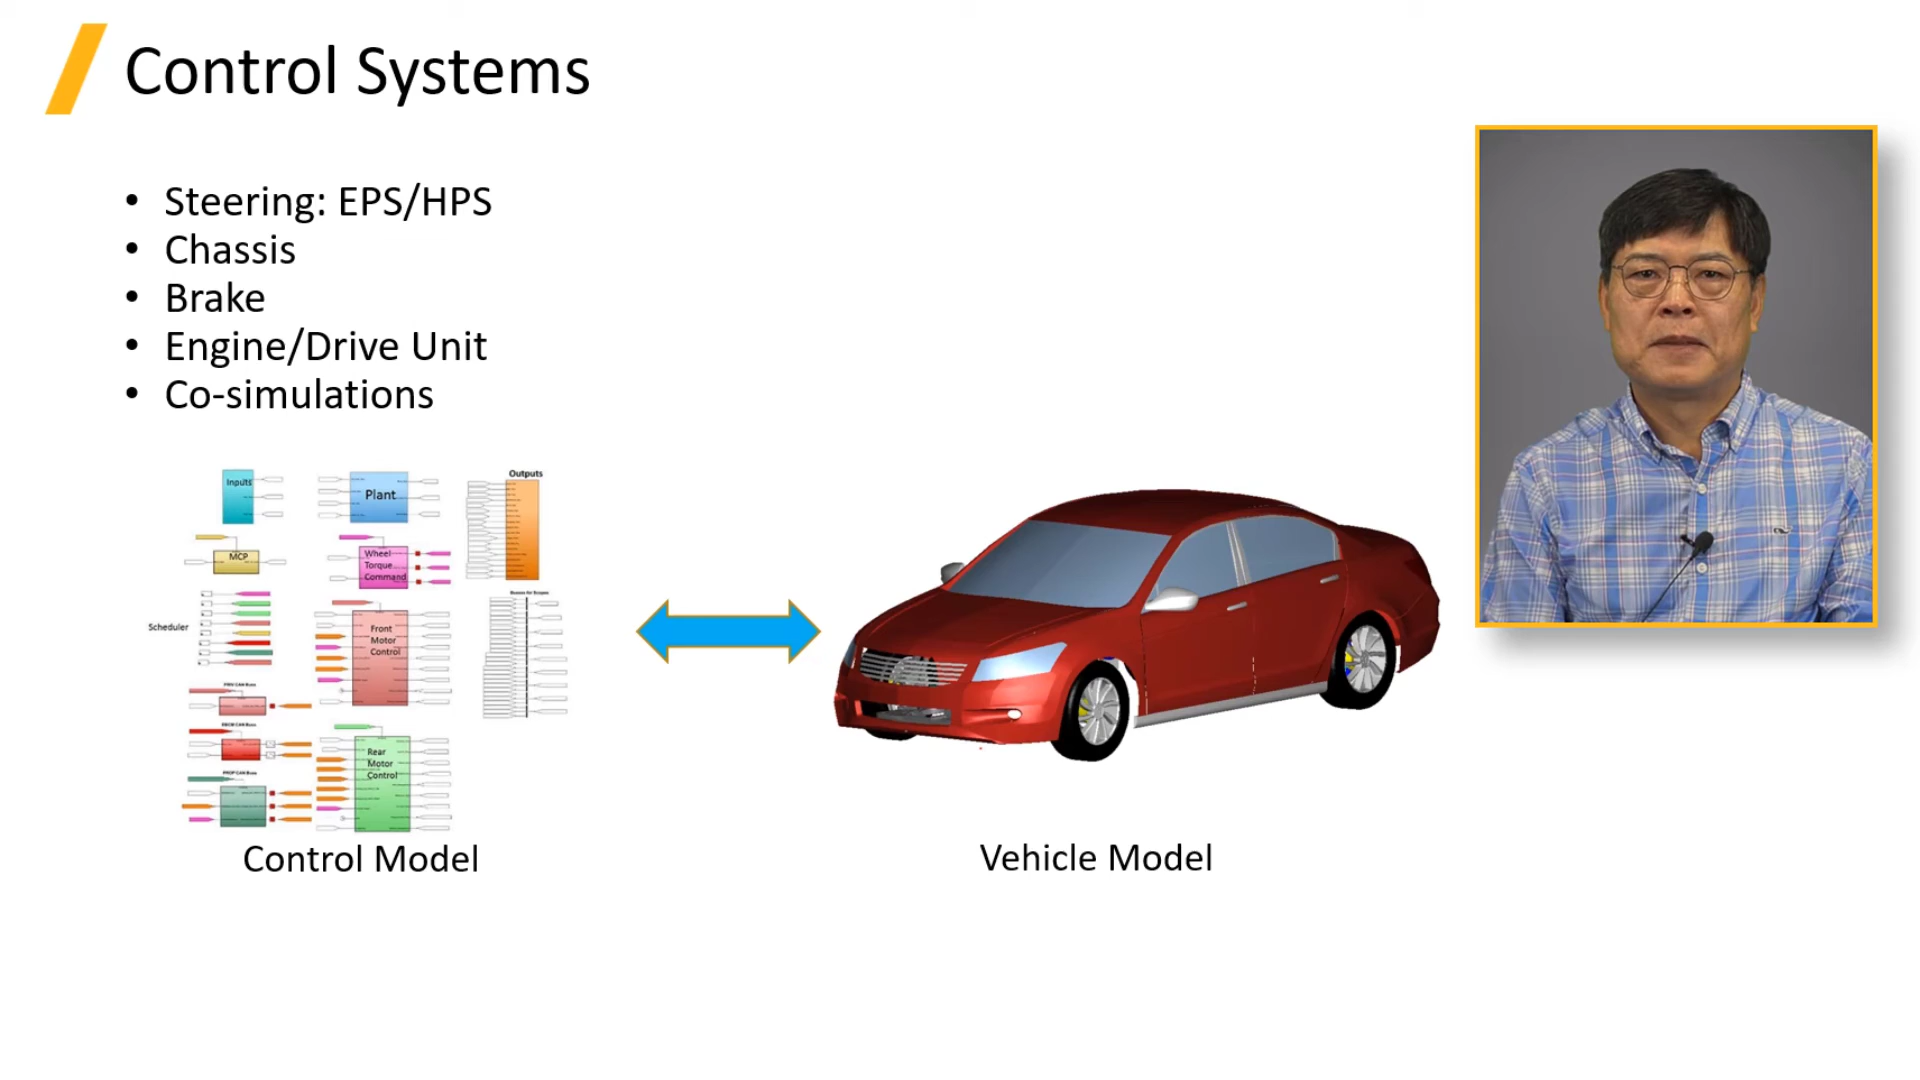 Control Systems
• Steering: EPS/HPS
• Chassis
• Brake
• Engine/Drive Unit
• Co-simulations
Inputs
Plant
Outputs
MCP
Wheel
Torque
Command
Scheduler
Front
Motor
Control
Rear
Motor
Control
Control Model
Vehicle Model